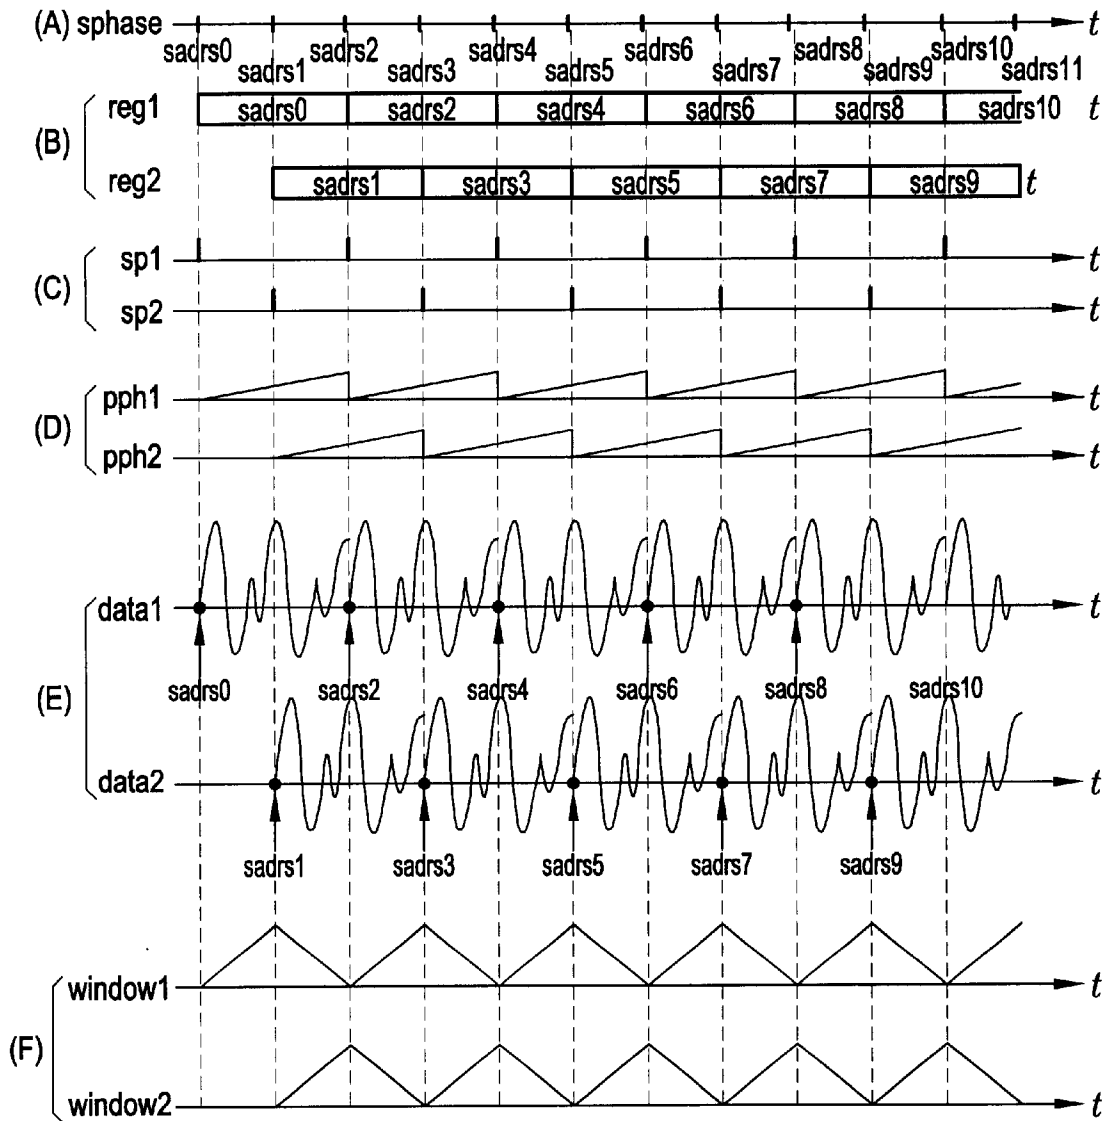 (A) sphase t
sadrs0 sadrs2 sadrs4 sadrs6 sadrs8 sadrs10
sadrs1 sadrs3 sadrs5 sadrs7 sadrs9 sadrs11
(B)
reg1 sadrs0 sadrs2 sadrs4 sadrs6 sadrs8 sadrs10 t
reg2 sadrs1 sadrs3 sadrs5 sadrs7 sadrs9 t
(C)
sp1 t
sp2 t
(D)
pph1 t
pph2 t
(E)
data1 t
sadrs0 sadrs2 sadrs4 sadrs6 sadrs8 sadrs10
data2 t
sadrs1 sadrs3 sadrs5 sadrs7 sadrs9
(F)
window1 t
window2 t